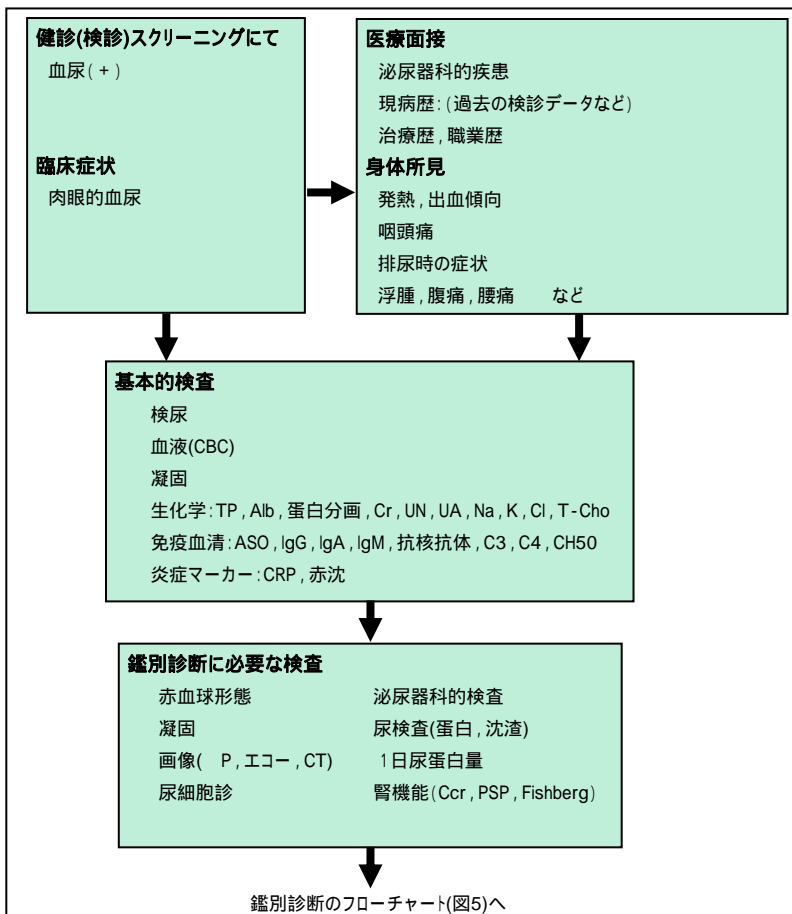 健診(検診)スクリーニングにて
血尿(+)
臨床症状
肉眼的血尿
医療面接
泌尿器科的疾患
現病歴:(過去の検診データなど)
治療歴,職業歴
身体所見
発熱,出血傾向
咽頭痛
排尿時の症状
浮腫,腹痛,腰痛 など
基本的検査
検尿
血液(CBC)
凝固
生化学:TP,Alb,蛋白分画,Cr,UN,UA,Na,K,Cl,T-Cho
免疫血清:ASO,IgG,IgA,IgM,抗核抗体,C3,C4,CH50
炎症マーカー:CRP,赤沈
鑑別診断に必要な検査
赤血球形態 泌尿器科的検査
凝固 尿検査(蛋白,沈渣)
画像( P,エコー,CT) 1日尿蛋白量
尿細胞診 腎機能(Ccr,PSP,Fishberg)
鑑別診断のフローチャート(図5)へ